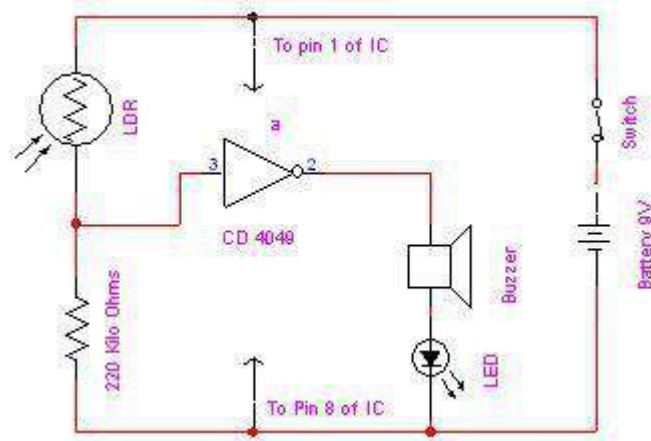 To pin 1 of IC
LDR
a
3
2
CD 4049
Switch
Battery 9V
Buzzer
220 Kilo Ohms
LED
To Pin 8 of IC